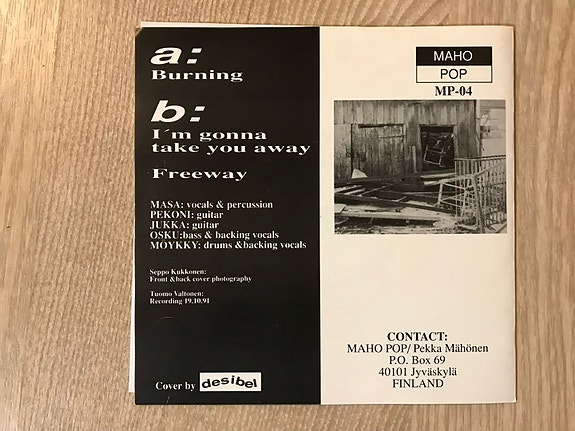 a:
Burning
b:
I´m gonna
take you away
Freeway
MASA: vocals & percussion
PEKONI: guitar
JUKKA: guitar
OSKU:bass & backing vocals
MOYKKY: drums &backing vocals
Seppo Kukkonen:
Front &back cover photography
Tuomo Valtonen:
Recording 19.10.91
Cover by desibel
MAHO
POP
MP-04
CONTACT:
MAHO POP/ Pekka Mähönen
P.O. Box 69
40101 Jyväskylä
FINLAND